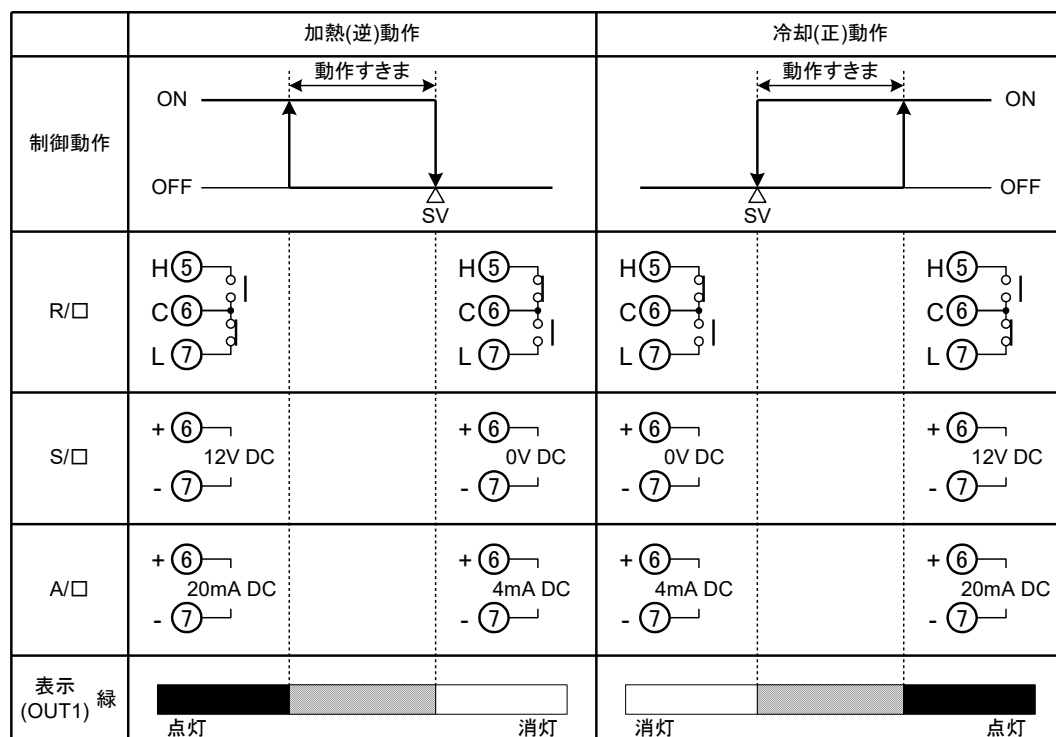 加熱(逆)動作 冷却(正)動作
制御動作
動作すきま
ON
OFF
SV
動作すきま
ON
OFF
SV
R/□
H⑤
C⑥
L⑦
H⑤
C⑥
L⑦
H⑤
C⑥
L⑦
H⑤
C⑥
L⑦
S/□
+⑥
12V DC
-⑦
+⑥
0V DC
-⑦
+⑥
0V DC
-⑦
+⑥
12V DC
-⑦
A/□
+⑥
20mA DC
-⑦
+⑥
4mA DC
-⑦
+⑥
4mA DC
-⑦
+⑥
20mA DC
-⑦
表示
(OUT1) 緑
点灯 消灯 消灯 点灯